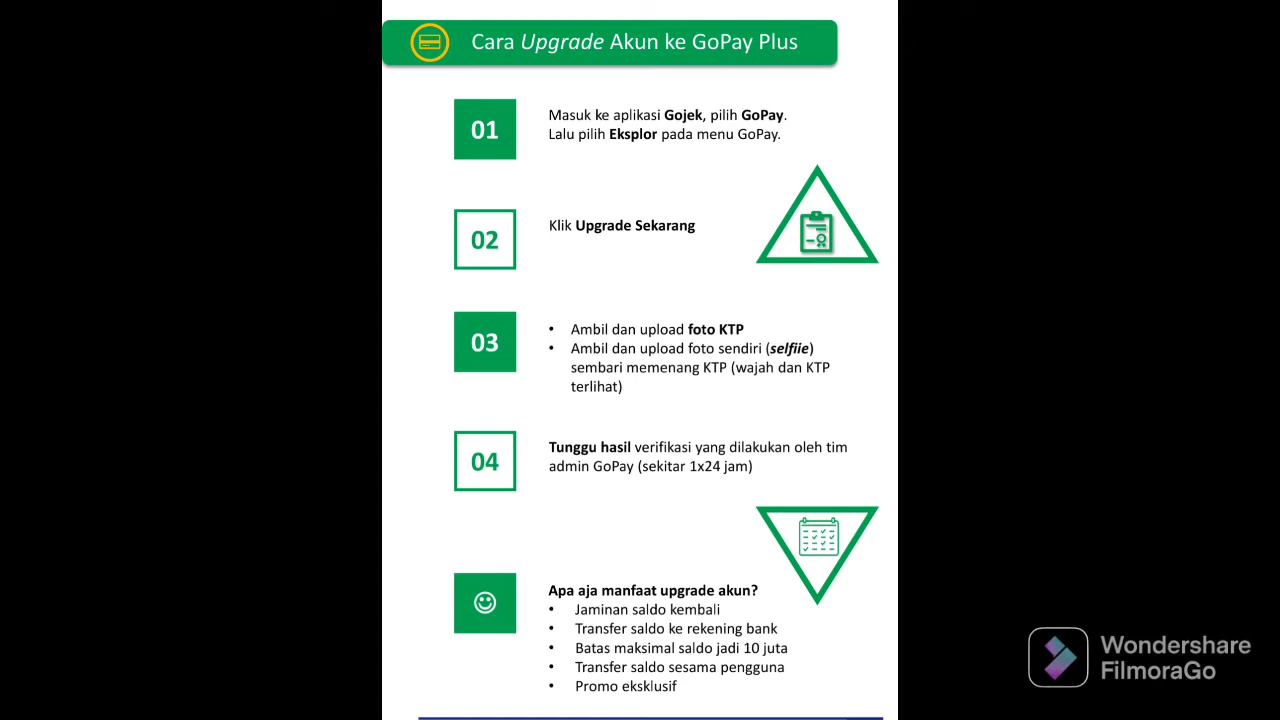 Cara Upgrade Akun ke GoPay Plus
01
Masuk ke aplikasi Gojek, pilih GoPay.
Lalu pilih Eksplor pada menu GoPay.
02
Klik Upgrade Sekarang
03
• Ambil dan upload foto KTP
• Ambil dan upload foto sendiri (selfiie)
sembari memenang KTP (wajah dan KTP
terlihat)
04
Tunggu hasil verifikasi yang dilakukan oleh tim
admin GoPay (sekitar 1x24 jam)
Apa aja manfaat upgrade akun?
• Jaminan saldo kembali
• Transfer saldo ke rekening bank
• Batas maksimal saldo jadi 10 juta
• Transfer saldo sesama pengguna
• Promo eksklusif
Wondershare
FilmoraGo